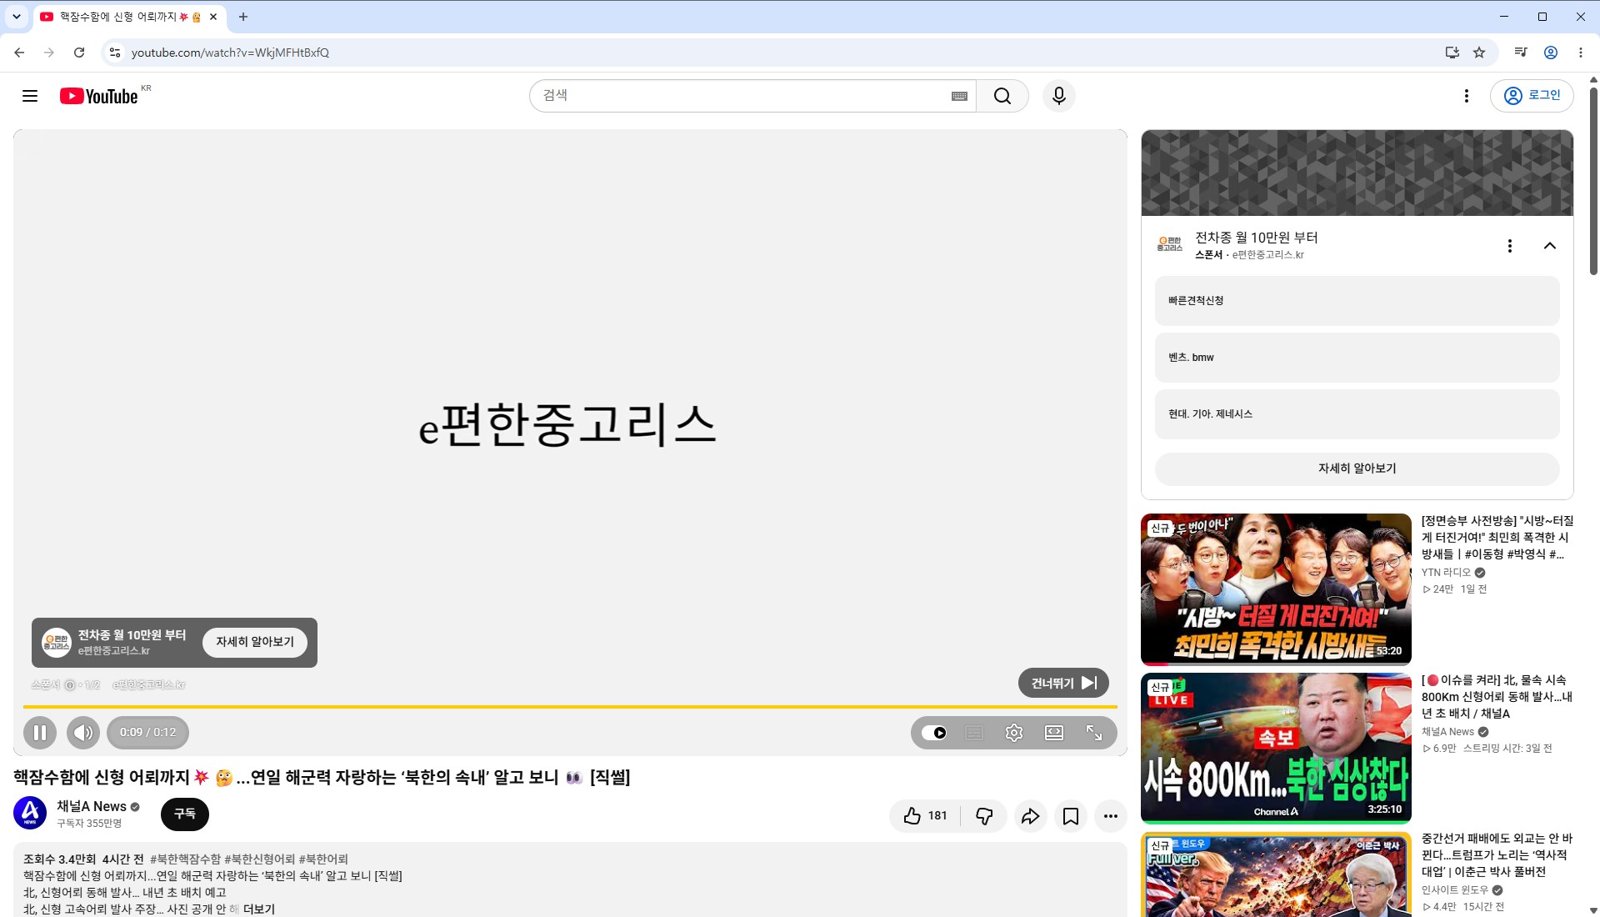 핵잠수함에 신형 어뢰까지💥🤔
youtube.com/watch?v=WkjMFHtBxfQ
YouTube KR
검색
로그인
e편한중고리스
전차종 월 10만원 부터
e편한중고리스.kr
자세히 알아보기
스폰서 · 1/2 e편한중고리스.kr
건너뛰기
0:09 / 0:12
핵잠수함에 신형 어뢰까지💥 🤔...연일 해군력 자랑하는 ‘북한의 속내’ 알고 보니 👀 [직썰]
채널A News
구독자 355만명
구독
181
조회수 3.4만회 4시간 전 #북한핵잠수함 #북한신형어뢰 #북한어뢰
핵잠수함에 신형 어뢰까지...연일 해군력 자랑하는 ‘북한의 속내’ 알고 보니 [직썰]
北, 신형어뢰 동해 발사… 내년 초 배치 예고
北, 신형 고속어뢰 발사 주장… 사진 공개 안 해 더보기
전차종 월 10만원 부터
스폰서 · e편한중고리스.kr
빠른견적신청
벤츠. bmw
현대. 기아. 제네시스
자세히 알아보기
신규
두 번이 아냐"
"시방~ 터질 게 터진거여!"
최민희 폭격한 시방새들
53:20
[정면승부 사전방송] "시방~터질
게 터진거여!" 최민희 폭격한 시
방새들ㅣ#이동형 #박영식 #...
YTN 라디오
24만 1일 전
신규
LIVE
속보
시속 800Km...북한 심상찮다
Channel A
3:25:10
[🔴이슈를 켜라] 北, 물속 시속
800Km 신형어뢰 동해 발사…내
년 초 배치 / 채널A
채널A News
6.9만 스트리밍 시간: 3일 전
신규
윈도우
이춘근 박사
Full ver.
중간선거 패배에도 외교는 안 바
뀐다…트럼프가 노리는 ‘역사적
대업’ | 이춘근 박사 풀버전
인사이트 윈도우
4.4만 15시간 전